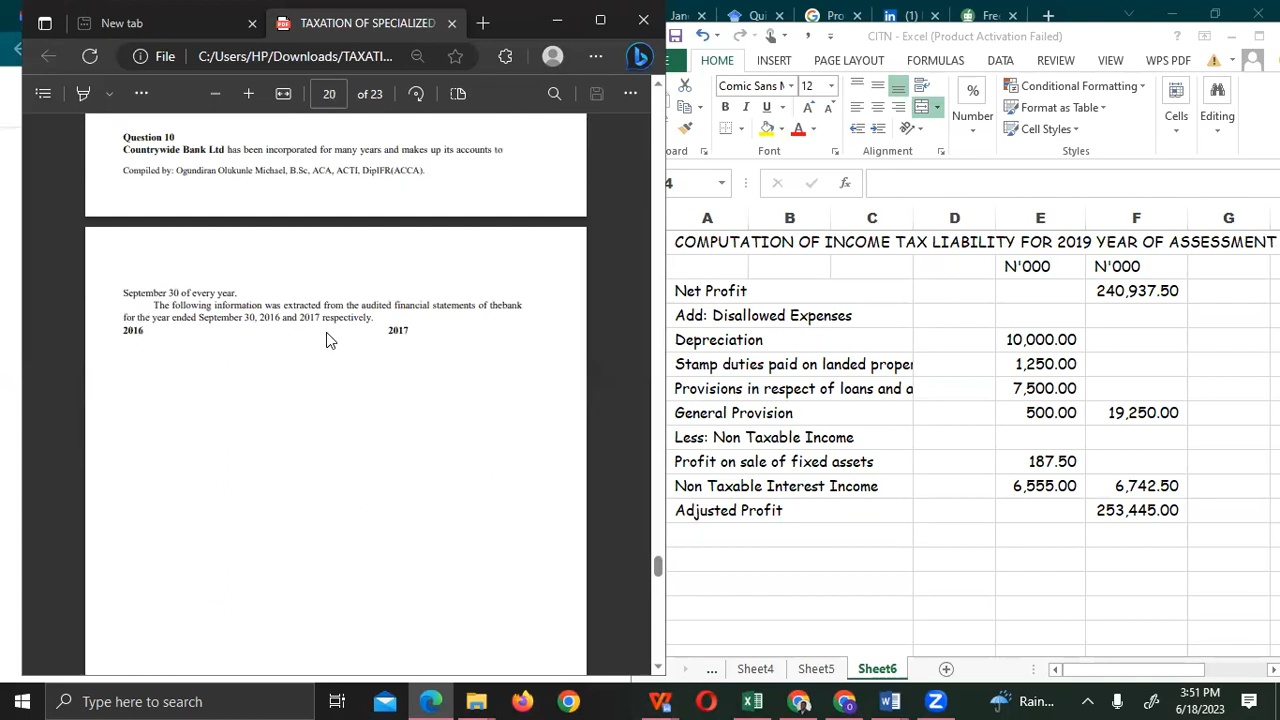 New tab
PDF
TAXATION OF SPECIALIZED
File
C:/Users/HP/Downloads/TAXATI...
20
of 23
Question 10
Countrywide Bank Ltd has been incorporated for many years and makes up its accounts to
Compiled by: Ogundiran Olukunle Michael, B.Sc, ACA, ACTI, DipIFR(ACCA).
September 30 of every year.
The following information was extracted from the audited financial statements of thebank
for the year ended September 30, 2016 and 2017 respectively.
2016 2017
Jan
Qui
Pro
(1)
Fre
CITN - Excel (Product Activation Failed)
HOME INSERT PAGE LAYOUT FORMULAS DATA REVIEW VIEW WPS PDF
Comic Sans M 12
B I U
Number
Conditional Formatting
Format as Table
Cell Styles
Cells
Editing
board Font Alignment Styles
4
fx
A B C D E F G
COMPUTATION OF INCOME TAX LIABILITY FOR 2019 YEAR OF ASSESSMENT
N'000 N'000
Net Profit 240,937.50
Add: Disallowed Expenses
Depreciation 10,000.00
Stamp duties paid on landed proper 1,250.00
Provisions in respect of loans and a 7,500.00
General Provision 500.00 19,250.00
Less: Non Taxable Income
Profit on sale of fixed assets 187.50
Non Taxable Interest Income 6,555.00 6,742.50
Adjusted Profit 253,445.00
... Sheet4 Sheet5 Sheet6
Type here to search
Rain...
3:51 PM
6/18/2023